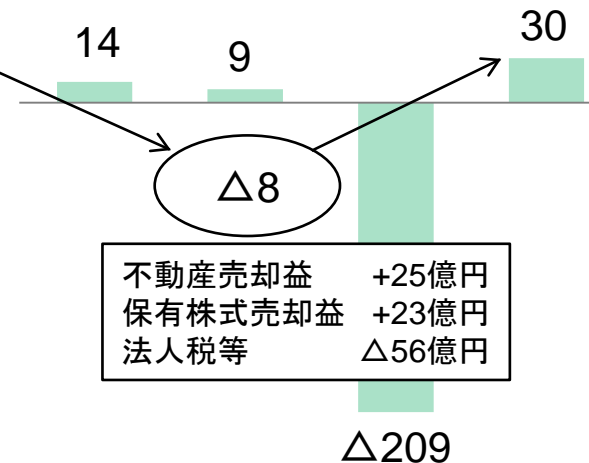 30
14
9
△8
不動産売却益 +25億円
保有株式売却益 +23億円
法人税等 △56億円
△209